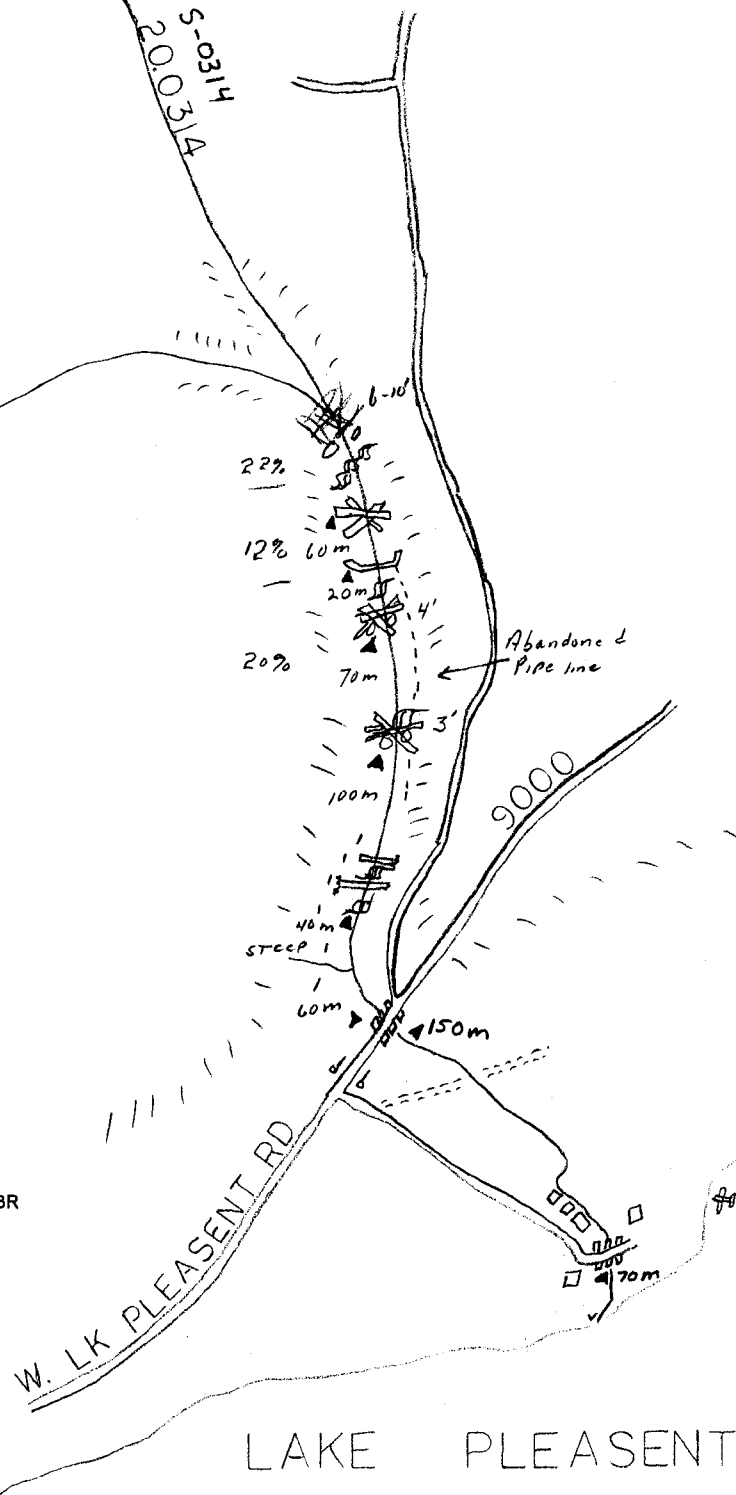 S-0314
20.0314
6-10'
22%
12%
60m
20m
4'
20%
70m
Abandoned
Pipe line
3'
9000
100m
40m
STEEP
60m
150m
W. LK PLEASENT RD
BR
70m
LAKE PLEASENT